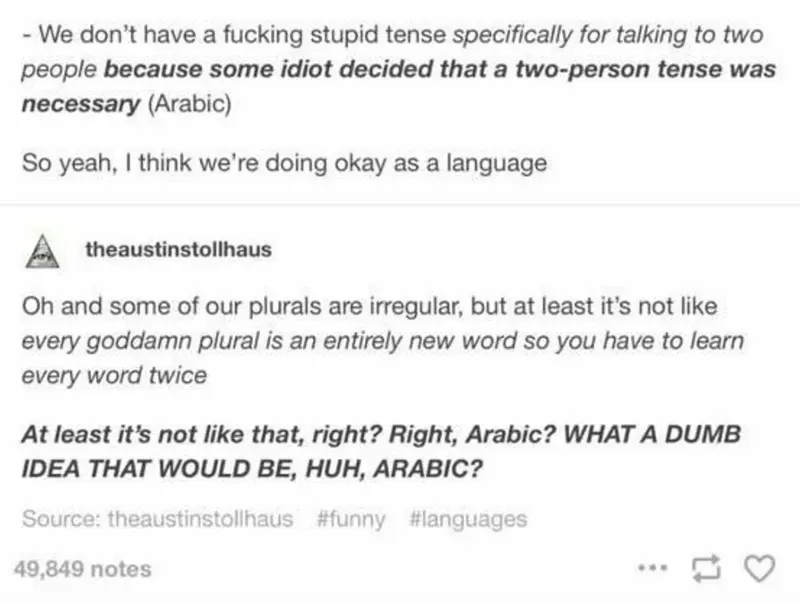 - We don't have a fucking stupid tense specifically for talking to two
people because some idiot decided that a two-person tense was
necessary (Arabic)
So yeah, I think we're doing okay as a language
theaustinstollhaus
Oh and some of our plurals are irregular, but at least it's not like
every goddamn plural is an entirely new word so you have to learn
every word twice
At least it's not like that, right? Right, Arabic? WHAT A DUMB
IDEA THAT WOULD BE, HUH, ARABIC?
Source: theaustinstollhaus #funny #languages
49,849 notes